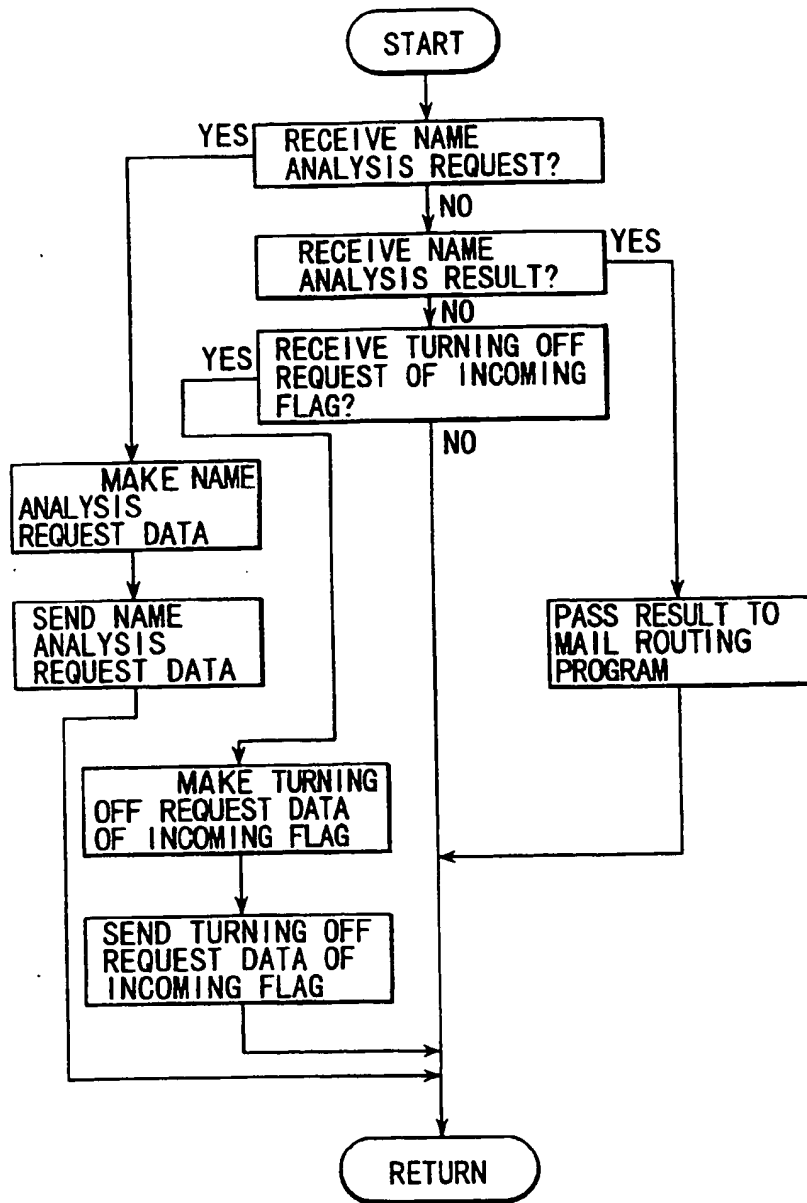 START
YES
RECEIVE NAME
ANALYSIS REQUEST?
NO
RECEIVE NAME
ANALYSIS RESULT?
YES
NO
YES
RECEIVE TURNING OFF
REQUEST OF INCOMING
FLAG?
NO
MAKE NAME
ANALYSIS
REQUEST DATA
SEND NAME
ANALYSIS
REQUEST DATA
PASS RESULT TO
MAIL ROUTING
PROGRAM
MAKE TURNING
OFF REQUEST DATA
OF INCOMING FLAG
SEND TURNING OFF
REQUEST DATA OF
INCOMING FLAG
RETURN